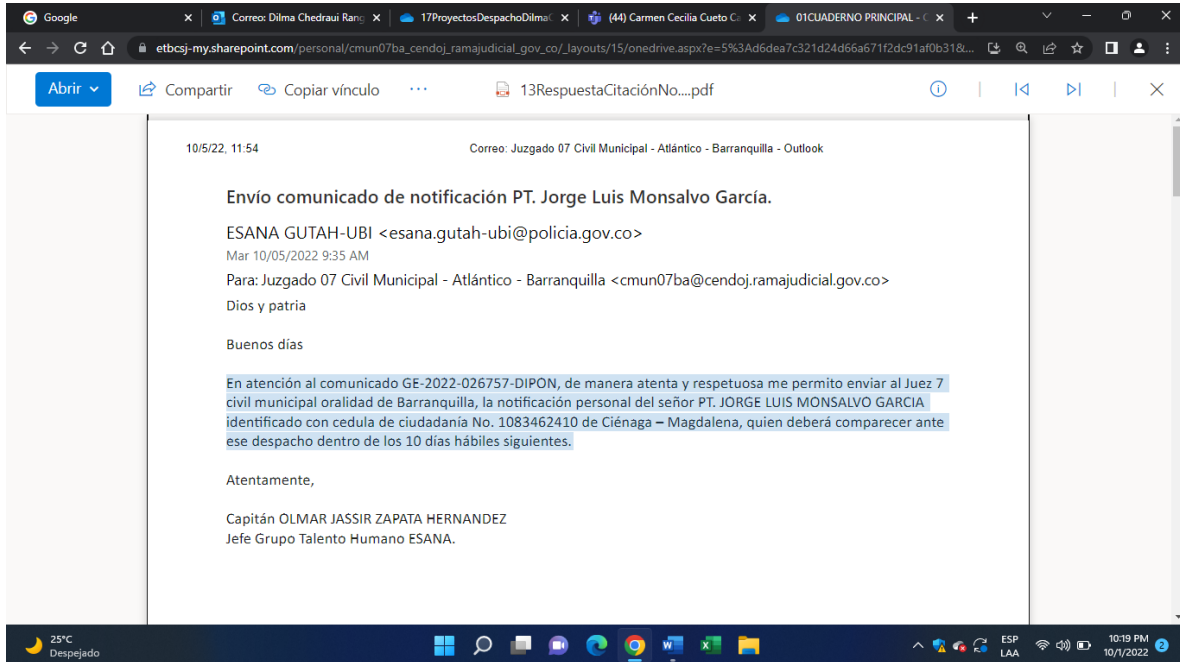 Google
Correo: Dilma Chedraui Rang
17ProyectosDespachoDilmaC
(44) Carmen Cecilia Cueto Ca
01CUADERNO PRINCIPAL - C
etbcsj-my.sharepoint.com/personal/cmun07ba_cendoj_ramajudicial_gov_co/_layouts/15/onedrive.aspx?e=5%3Ad6dea7c321d24d66a671f2dc91af0b318&...
Abrir
Compartir
Copiar vínculo
...
13RespuestaCitaciónNo....pdf
10/5/22, 11:54
Correo: Juzgado 07 Civil Municipal - Atlántico - Barranquilla - Outlook
Envío comunicado de notificación PT. Jorge Luis Monsalvo García.
ESANA GUTAH-UBI <esana.gutah-ubi@policia.gov.co>
Mar 10/05/2022 9:35 AM
Para: Juzgado 07 Civil Municipal - Atlántico - Barranquilla <cmun07ba@cendoj.ramajudicial.gov.co>
Dios y patria
Buenos días
En atención al comunicado GE-2022-026757-DIPON, de manera atenta y respetuosa me permito enviar al Juez 7
civil municipal oralidad de Barranquilla, la notificación personal del señor PT. JORGE LUIS MONSALVO GARCIA
identificado con cedula de ciudadanía No. 1083462410 de Ciénaga – Magdalena, quien deberá comparecer ante
ese despacho dentro de los 10 días hábiles siguientes.
Atentamente,
Capitán OLMAR JASSIR ZAPATA HERNANDEZ
Jefe Grupo Talento Humano ESANA.
25°C
Despejado
ESP
LAA
10:19 PM
10/1/2022
2